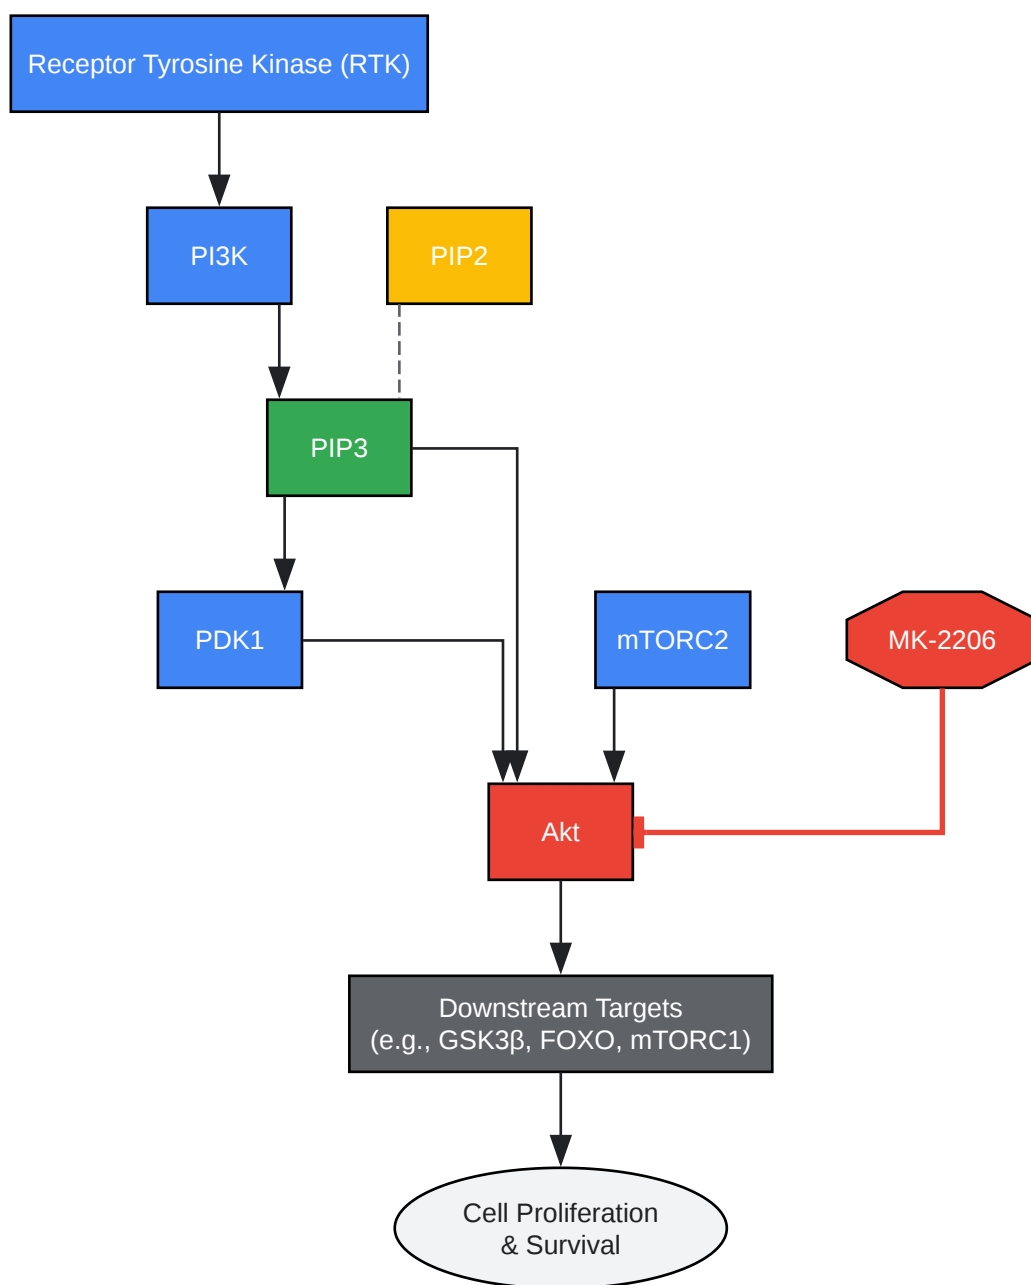 Receptor Tyrosine Kinase (RTK)
PI3K
PIP2
PIP3
PDK1
mTORC2
MK-2206
Akt
Downstream Targets
(e.g., GSK3β, FOXO, mTORC1)
Cell Proliferation
& Survival